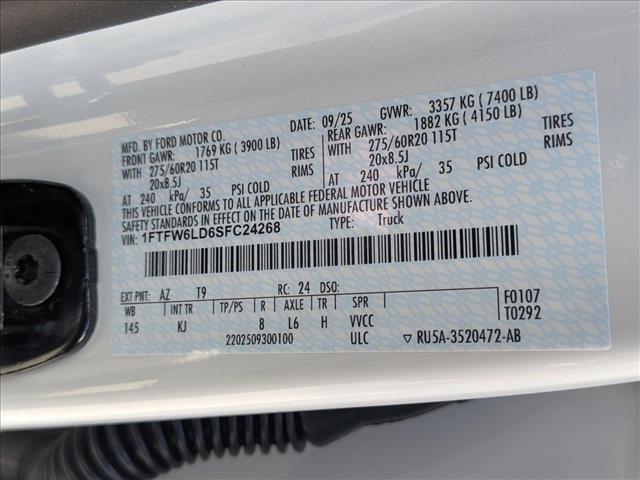 MFD. BY FORD MOTOR CO.
DATE: 09/25 GVWR: 3357 KG ( 7400 LB)
FRONT GAWR: 1769 KG ( 3900 LB) REAR GAWR: 1882 KG ( 4150 LB)
WITH 275/60R20 115T TIRES 275/60R20 115T TIRES
20x8.5J RIMS 20x8.5J RIMS
AT 240 kPa/ 35 PSI COLD AT 240 kPa/ 35 PSI COLD
THIS VEHICLE CONFORMS TO ALL APPLICABLE FEDERAL MOTOR VEHICLE
SAFETY STANDARDS IN EFFECT ON THE DATE OF MANUFACTURE SHOWN ABOVE.
VIN: 1FTFW6LD6SFC24268 TYPE: Truck
EXT PNT: AZ T9 RC: 24 DSO: F0107
WB INT TR TP/PS R AXLE TR SPR T0292
145 KJ 8 L6 H VVCC
2202509300100 ULC ▽ RU5A-3520472-AB